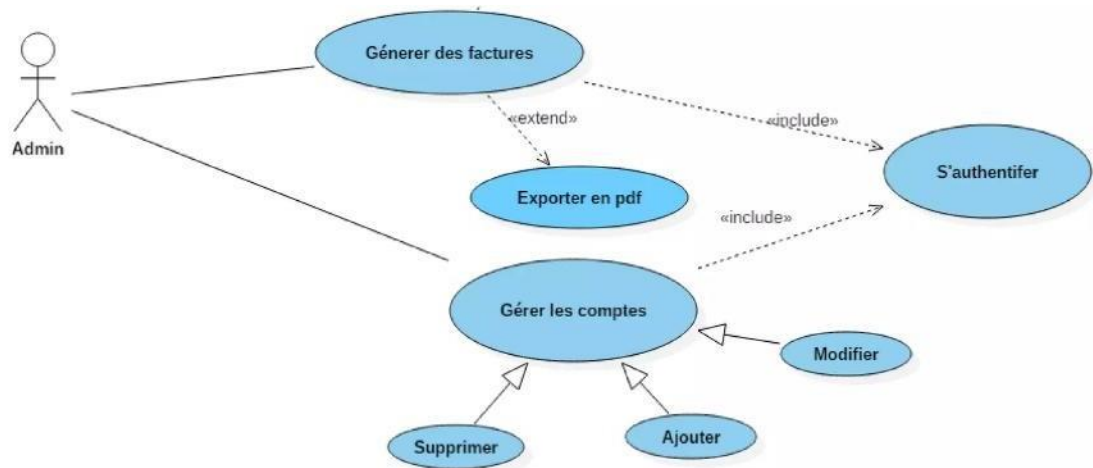 Génerer des factures
Admin
«extend»
«include»
S'authentifer
Exporter en pdf
«include»
Gérer les comptes
Modifier
Supprimer
Ajouter